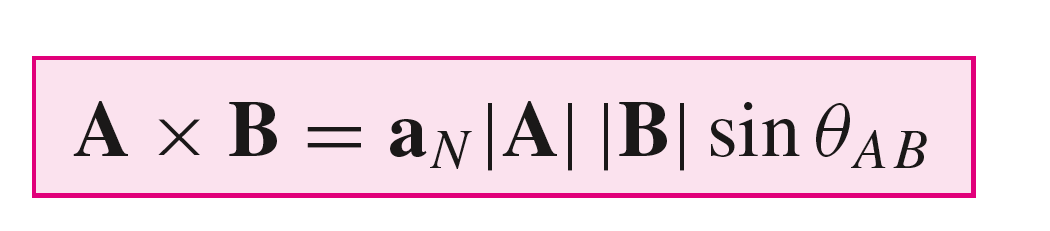 A × B = a_N|A| |B| sin θ_AB